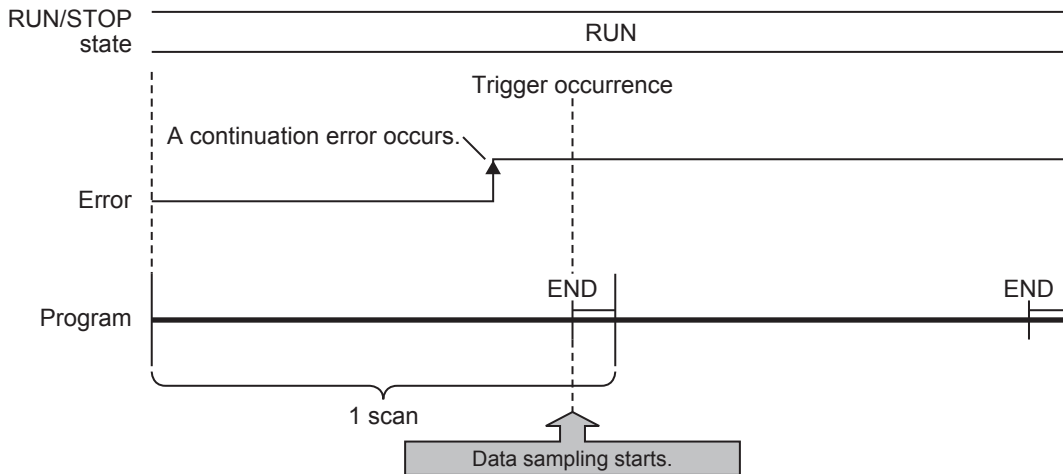 RUN/STOP
state
RUN
Trigger occurrence
A continuation error occurs.
Error
END
END
Program
1 scan
Data sampling starts.